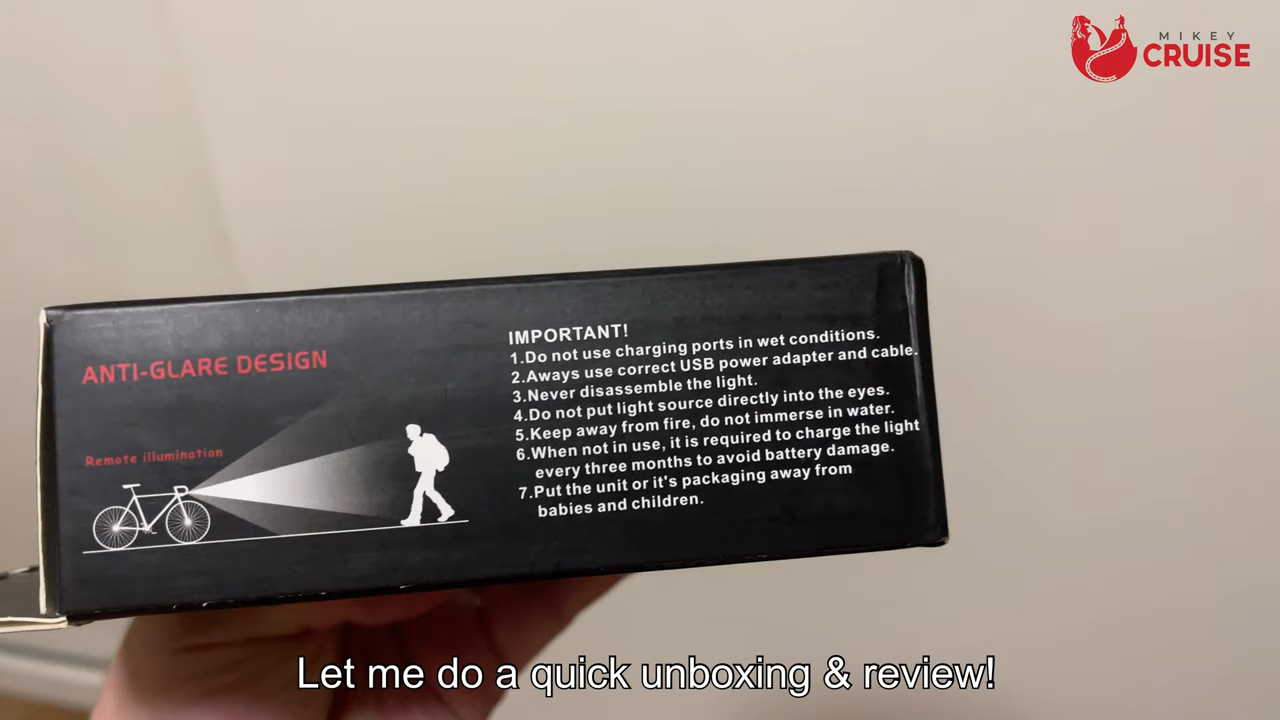 MIKEY
CRUISE
ANTI-GLARE DESIGN
Remote illumination
IMPORTANT!
1.Do not use charging ports in wet conditions.
2.Aways use correct USB power adapter and cable.
3.Never disassemble the light.
4.Do not put light source directly into the eyes.
5.Keep away from fire, do not immerse in water.
6.When not in use, it is required to charge the light
every three months to avoid battery damage.
7.Put the unit or it's packaging away from
babies and children.
Let me do a quick unboxing & review!